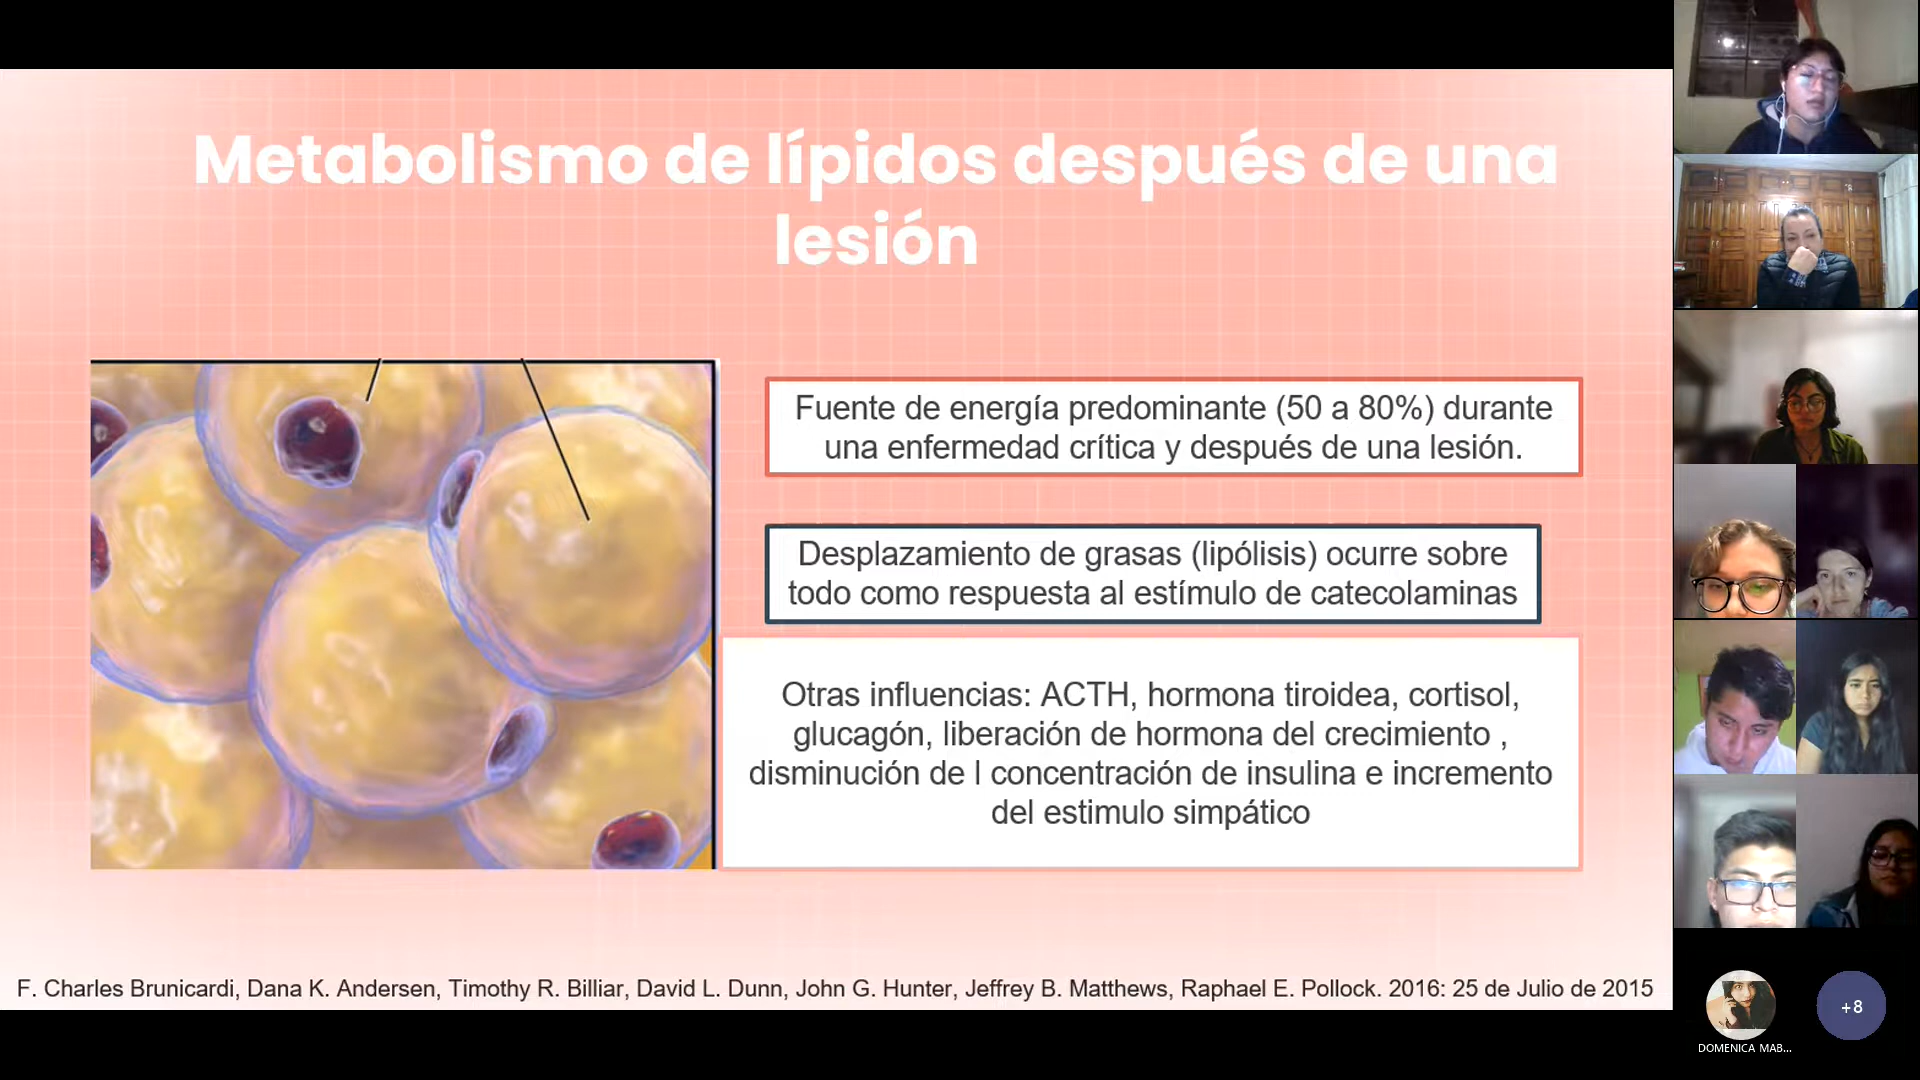 Metabolismo de lípidos después de una
lesión
Fuente de energía predominante (50 a 80%) durante
una enfermedad crítica y después de una lesión.
Desplazamiento de grasas (lipólisis) ocurre sobre
todo como respuesta al estímulo de catecolaminas
Otras influencias: ACTH, hormona tiroidea, cortisol,
glucagón, liberación de hormona del crecimiento ,
disminución de l concentración de insulina e incremento
del estimulo simpático
F. Charles Brunicardi, Dana K. Andersen, Timothy R. Billiar, David L. Dunn, John G. Hunter, Jeffrey B. Matthews, Raphael E. Pollock. 2016: 25 de Julio de 2015
+8
DOMENICA MAB...